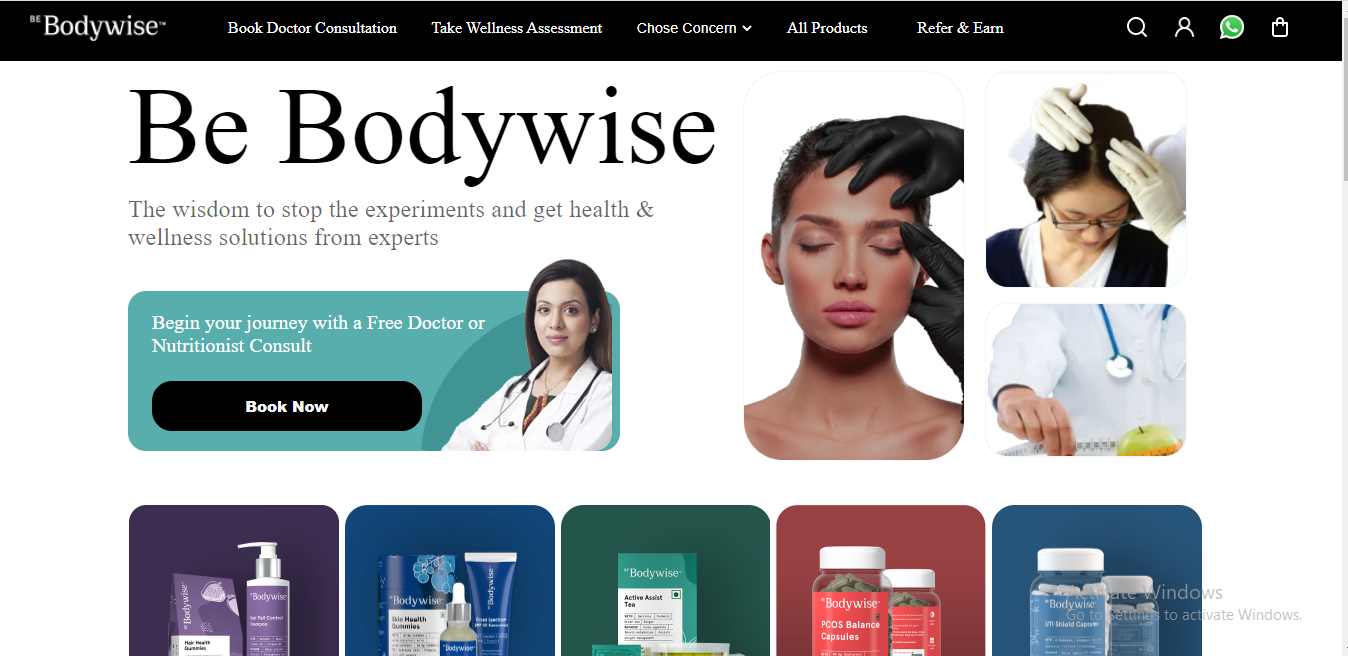 BE Bodywise™
Book Doctor Consultation
Take Wellness Assessment
Chose Concern
All Products
Refer & Earn
Be Bodywise
The wisdom to stop the experiments and get health &
wellness solutions from experts
Begin your journey with a Free Doctor or
Nutritionist Consult
Book Now
BE Bodywise
Hair Health
Gummies
BE Bodywise
Hair Fall Control
Shampoo
BE Bodywise
Skin Health
Gummies
Bodywise
Broad Spectrum
Bodywise
BE Bodywise
Active Assist
Tea
BE Bodywise
PCOS Balance
Capsules
BE Bodywise
UTI Shield Capsules
Activate Windows
Go to Settings to activate Windows.